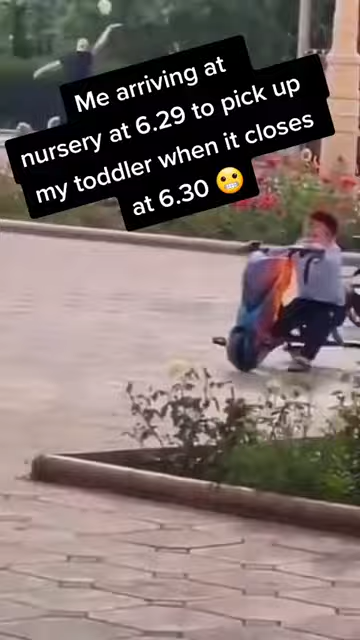 Me arriving at
nursery at 6.29 to pick up
my toddler when it closes
at 6.30 😬